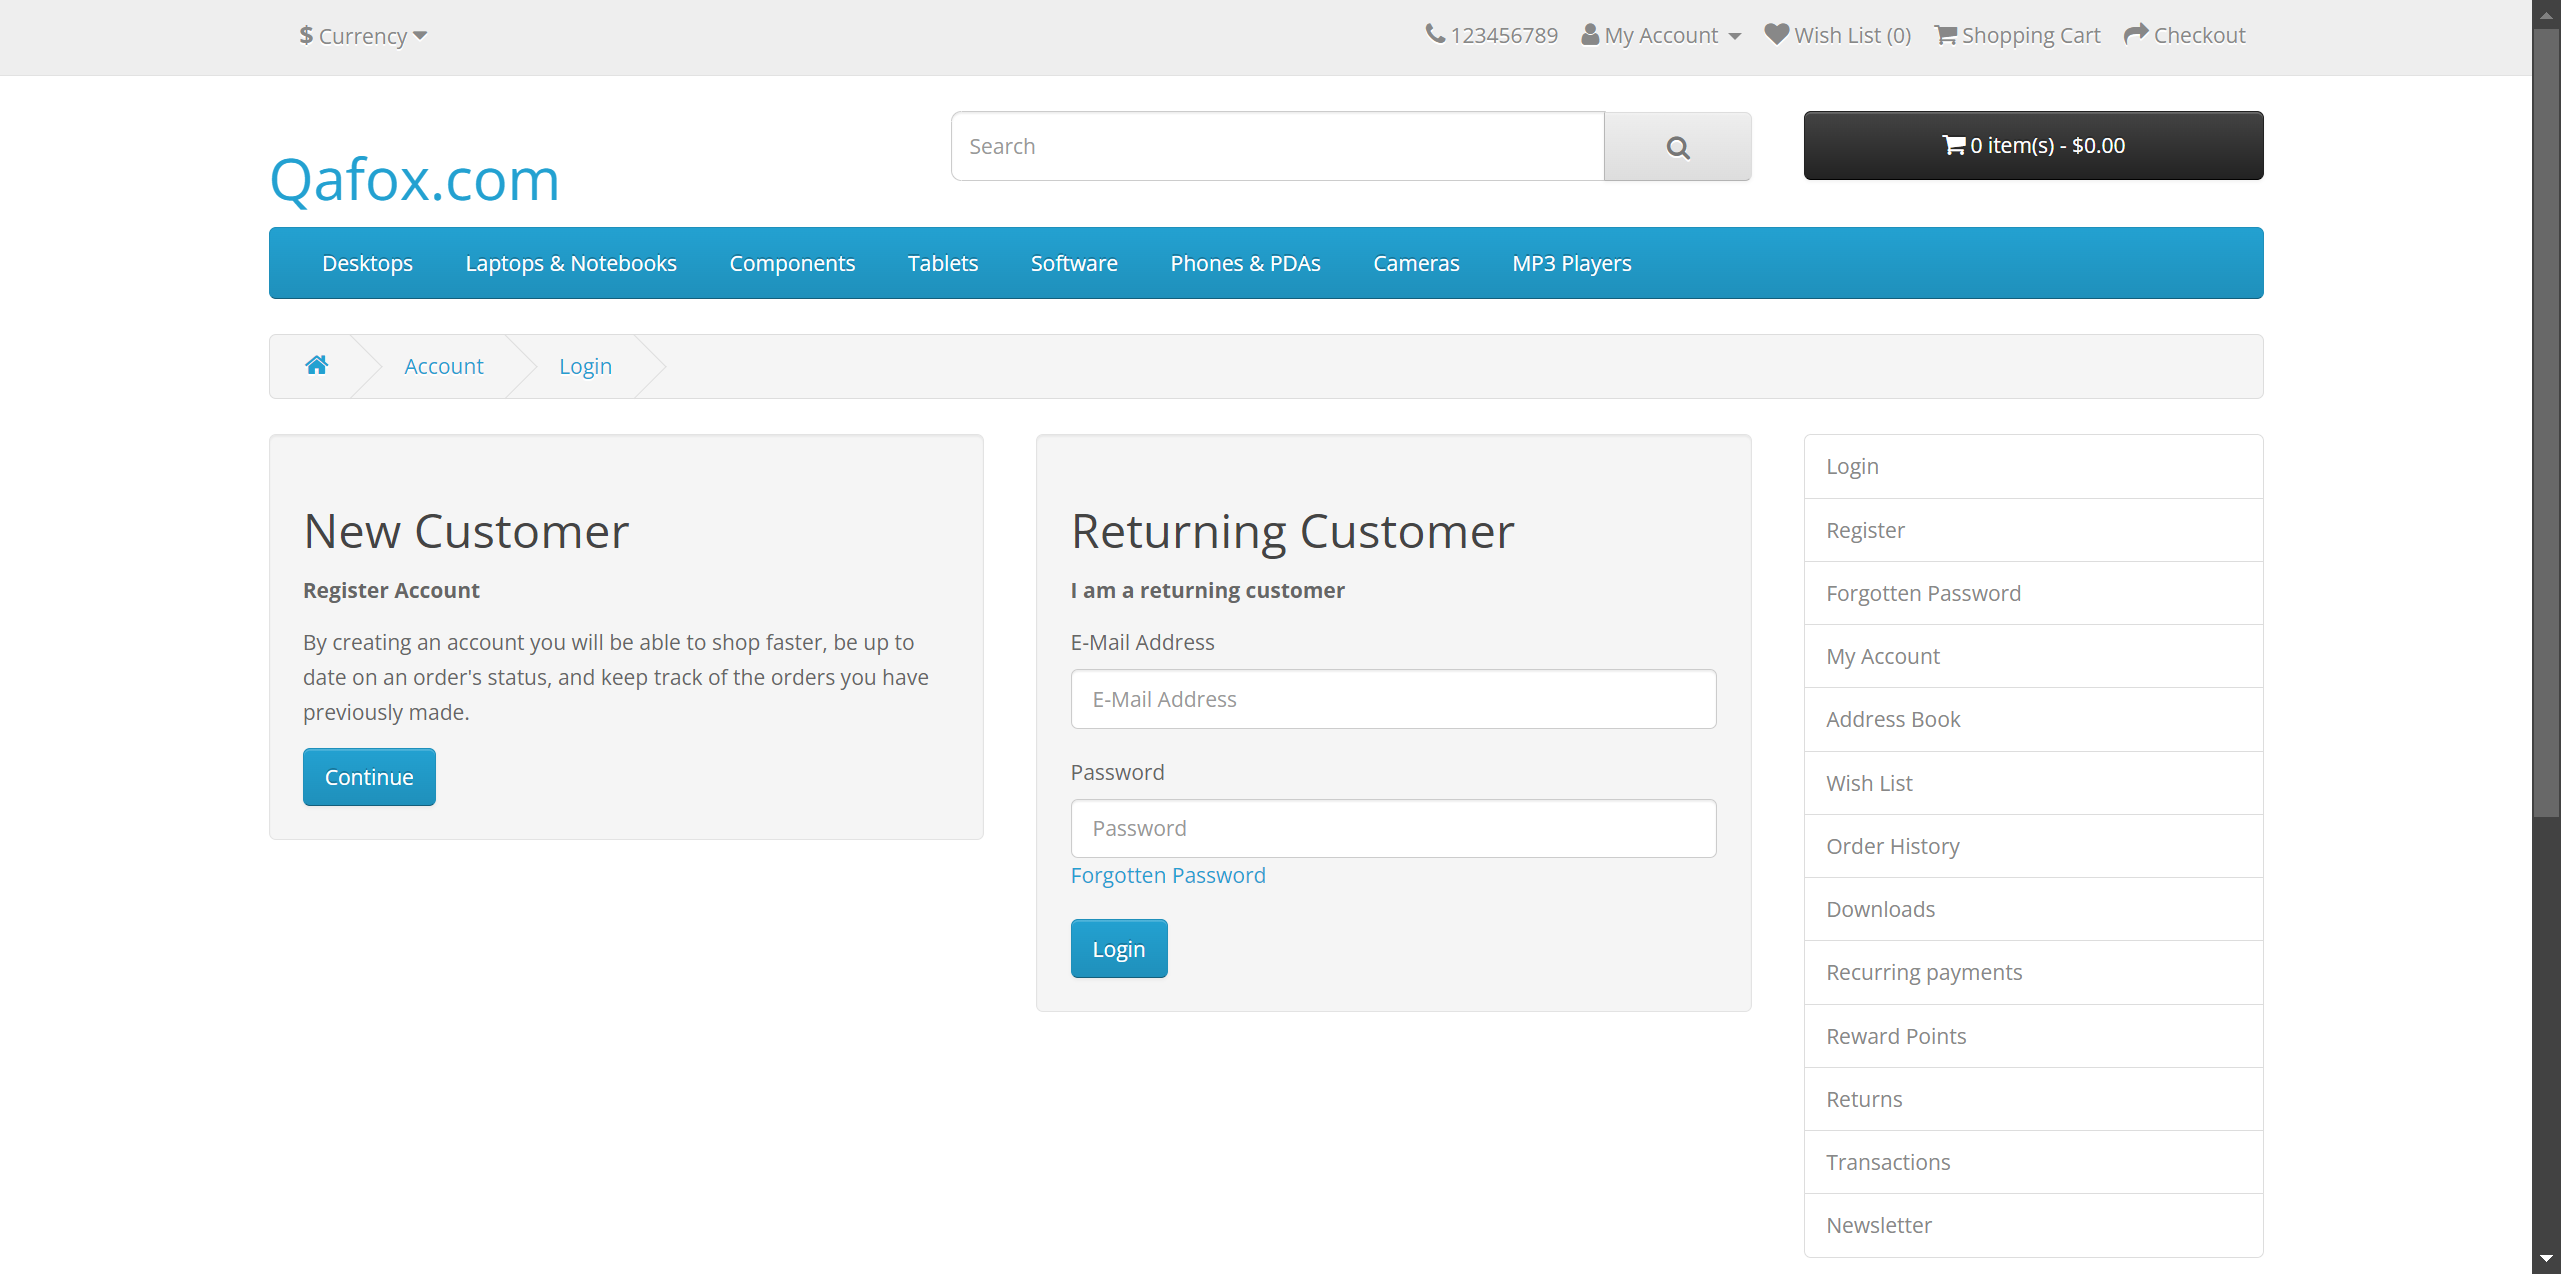 $ Currency
123456789 My Account Wish List (0) Shopping Cart Checkout
Qafox.com
Search
0 item(s) - $0.00
Desktops Laptops & Notebooks Components Tablets Software Phones & PDAs Cameras MP3 Players
Account Login
New Customer
Register Account
By creating an account you will be able to shop faster, be up to
date on an order's status, and keep track of the orders you have
previously made.
Continue
Returning Customer
I am a returning customer
E-Mail Address
E-Mail Address
Password
Password
Forgotten Password
Login
Login
Register
Forgotten Password
My Account
Address Book
Wish List
Order History
Downloads
Recurring payments
Reward Points
Returns
Transactions
Newsletter